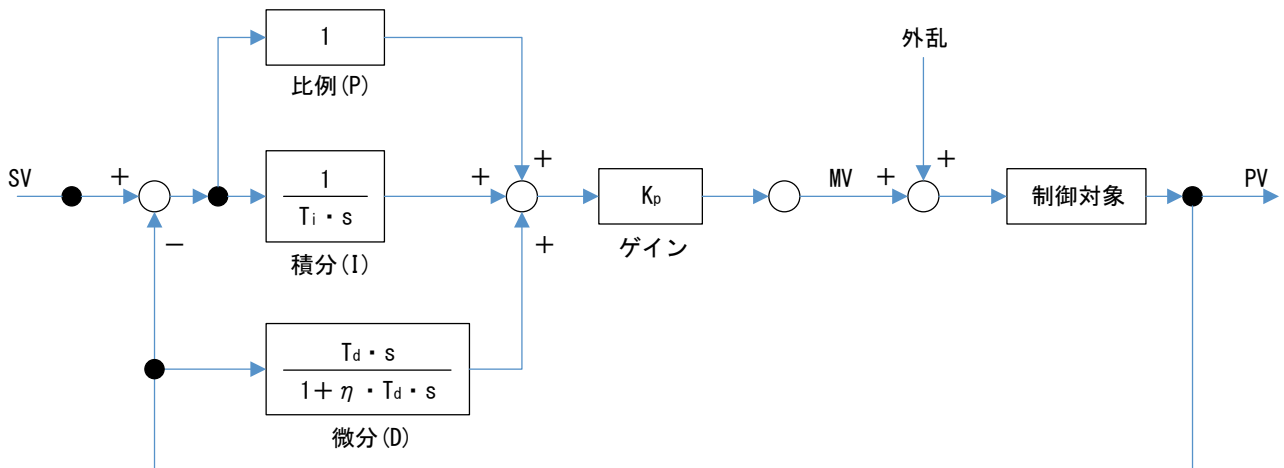 1
比例(P)
外乱
+
+
SV
+
1
Ti・s
+
Kp
MV
+
制御対象
PV
−
積分(I)
+
ゲイン
Td・s
1+η・Td・s
微分(D)